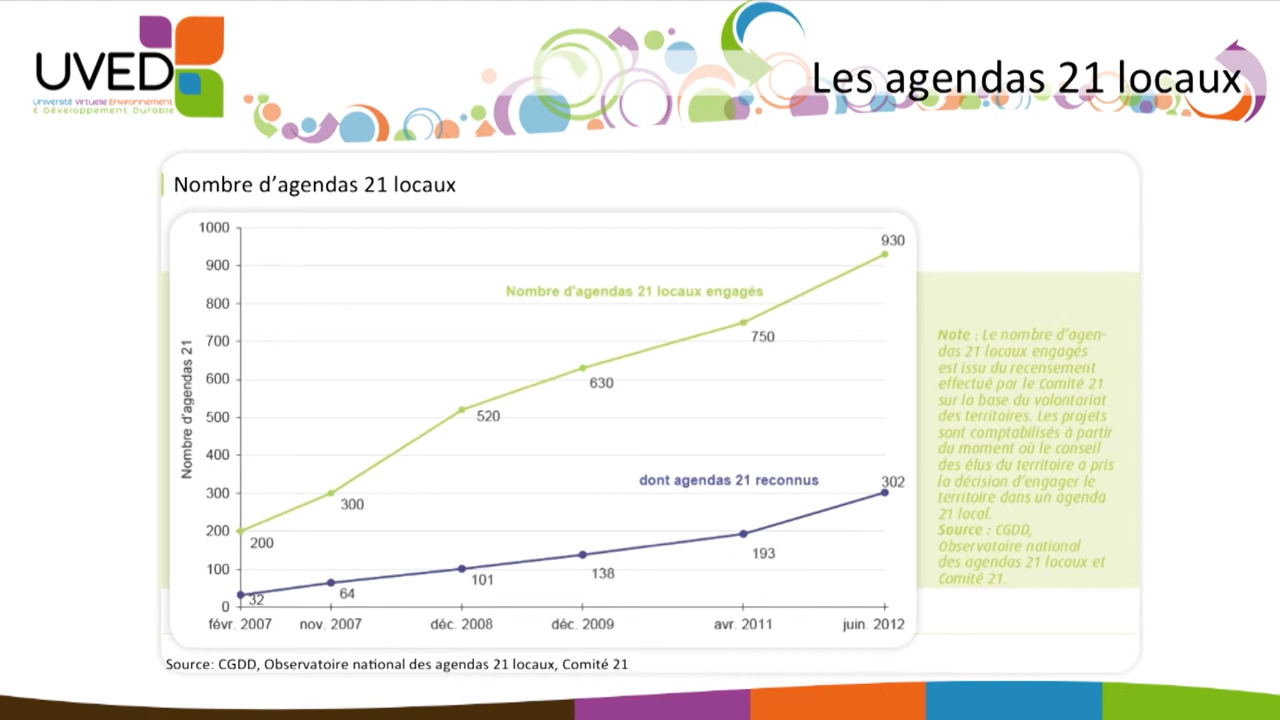 UVED
Université Virtuelle Environnement
& Développement Durable
Les agendas 21 locaux
Nombre d'agendas 21 locaux
1000
900
800
700
600
500
400
300
200
100
0
Nombre d'agendas 21
Nombre d'agendas 21 locaux engagés
930
750
630
520
300
200
dont agendas 21 reconnus
302
193
138
101
64
32
févr. 2007
nov. 2007
déc. 2008
déc. 2009
avr. 2011
juin. 2012
Note : Le nombre d'agen-
das 21 locaux engagés
est issu du recensement
effectué par le Comité 21
sur la base du volontariat
des territoires. Les projets
sont comptabilisés à partir
du moment où le conseil
des élus du territoire a pris
la décision d'engager le
territoire dans un agenda
21 local.
Source : CGDD,
Observatoire national
des agendas 21 locaux et
Comité 21.
Source: CGDD, Observatoire national des agendas 21 locaux, Comité 21